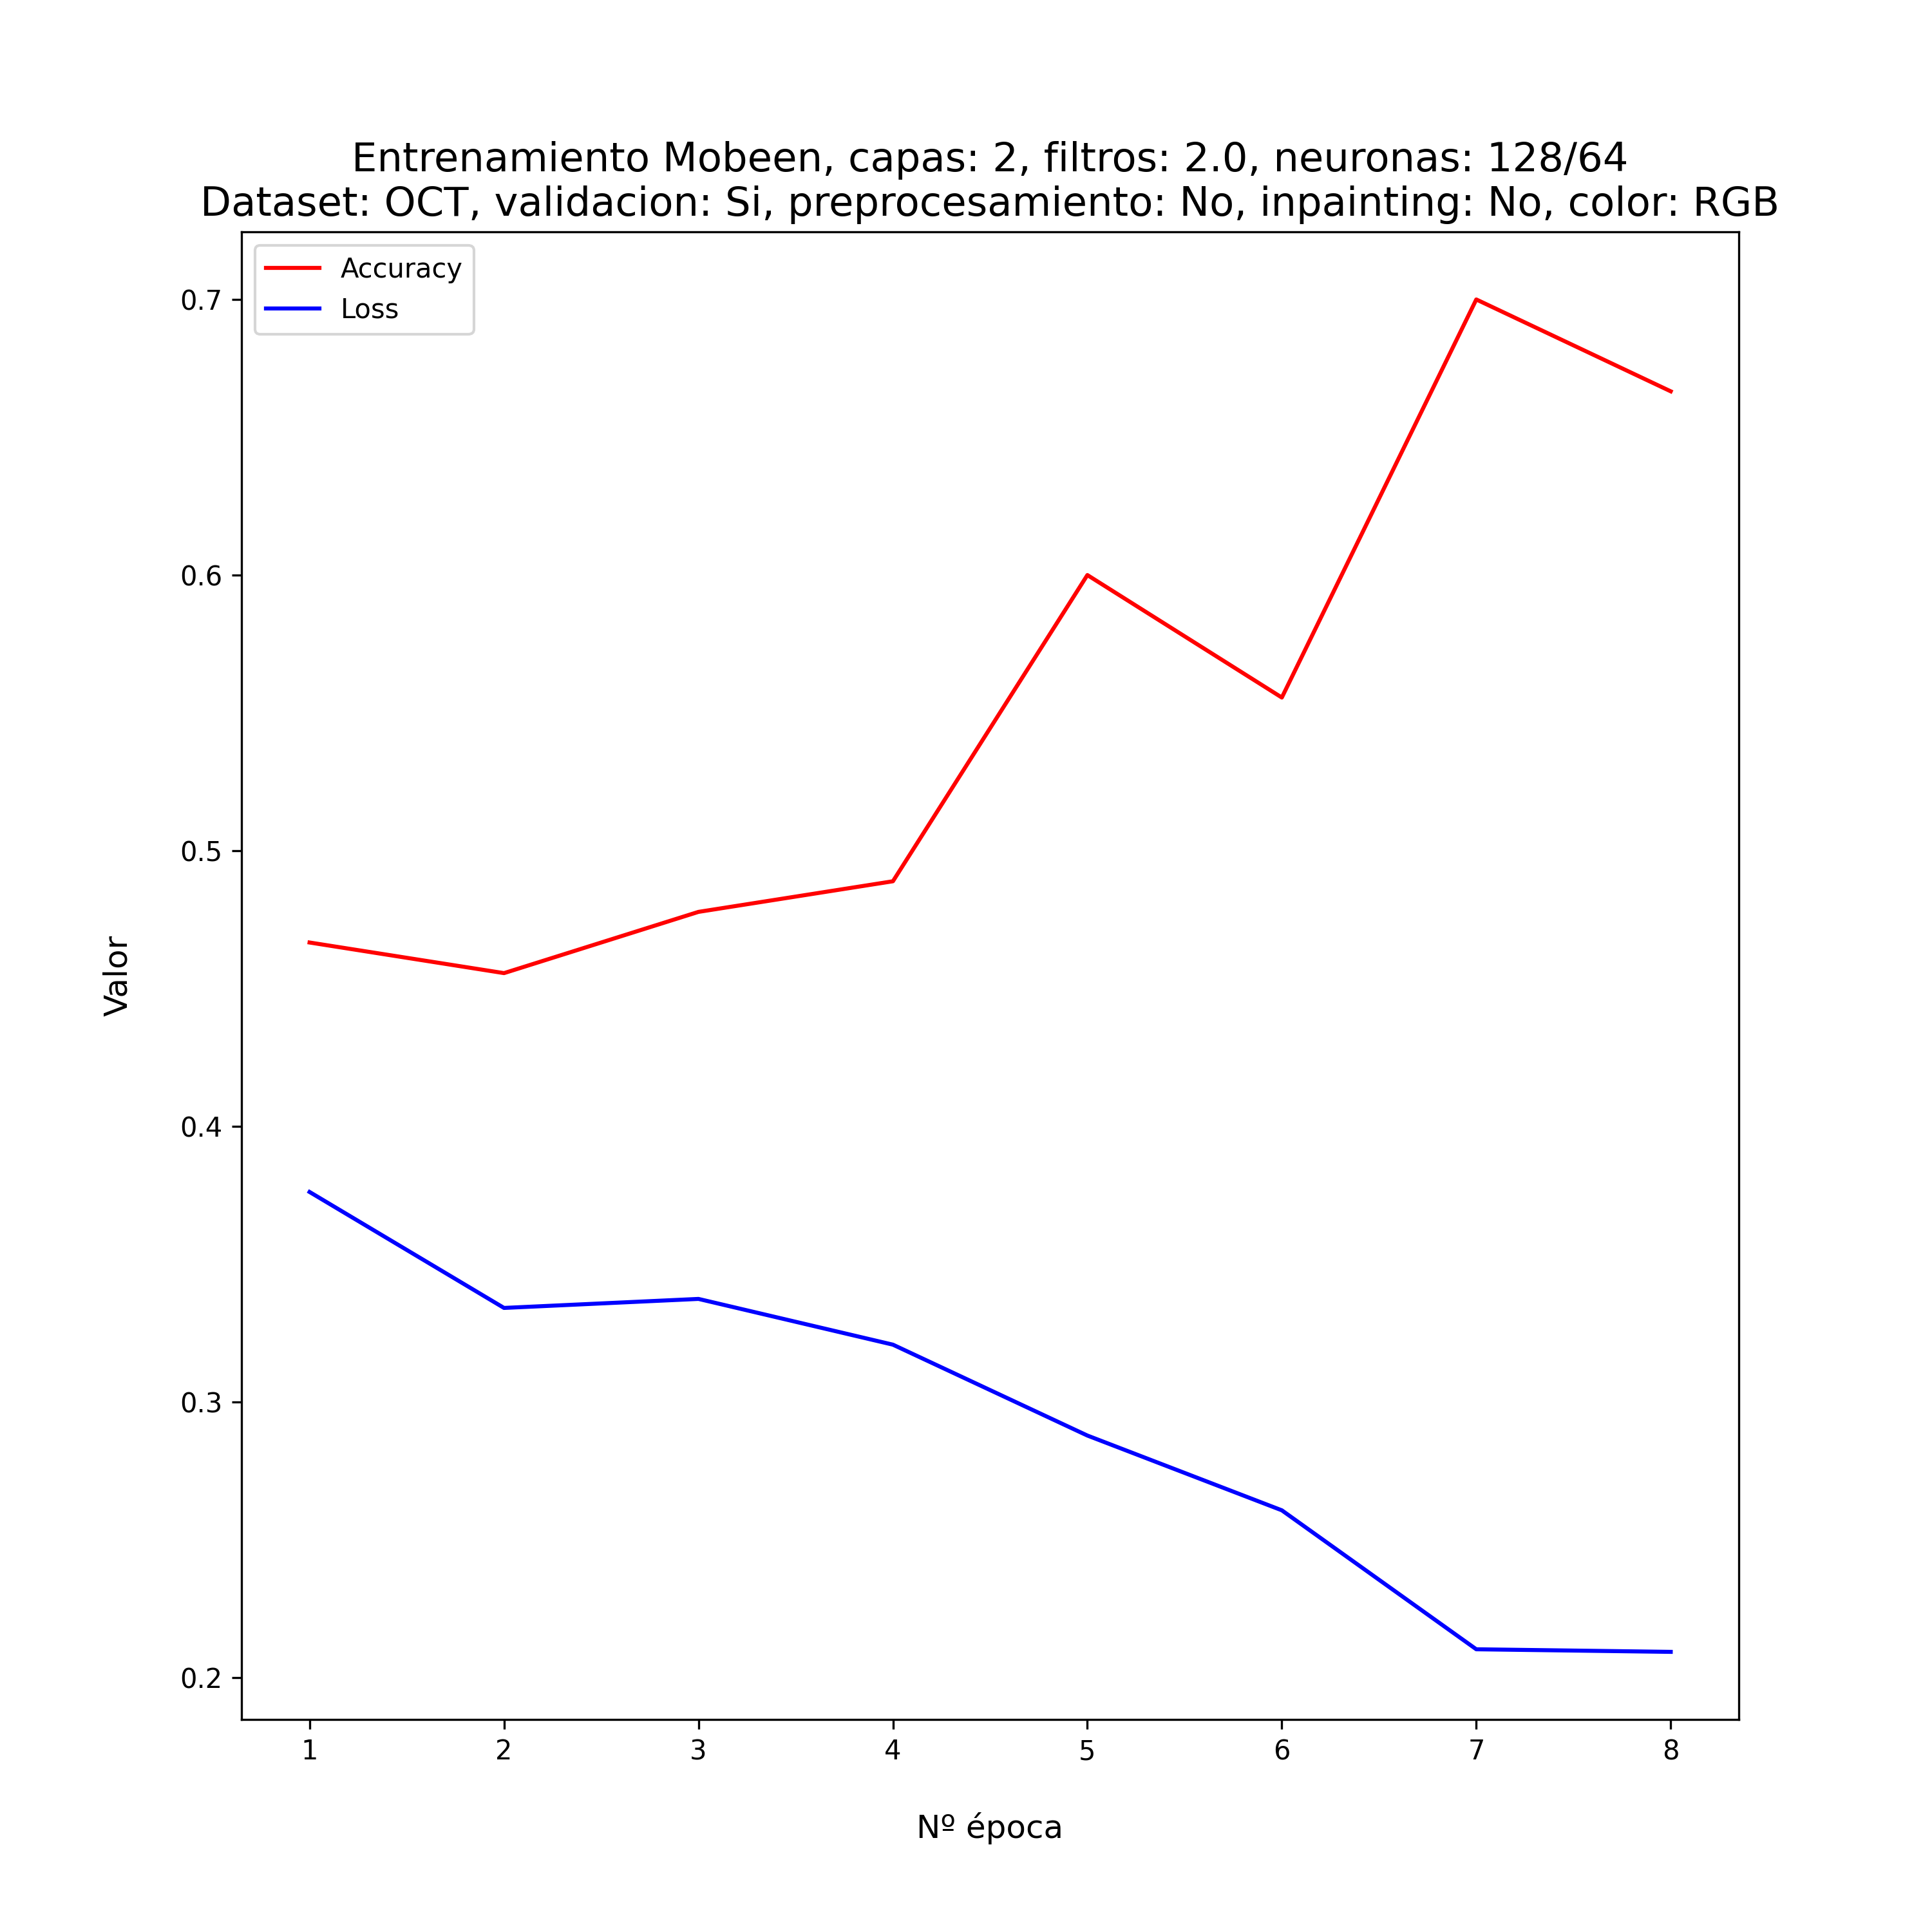 Entrenamiento Mobeen, capas: 2, filtros: 2.0, neuronas: 128/64
Dataset: OCT, validacion: Si, preprocesamiento: No, inpainting: No, color: RGB
Accuracy
Loss
0.7
0.6
0.5
0.4
0.3
0.2
Valor
1 2 3 4 5 6 7 8
Nº época